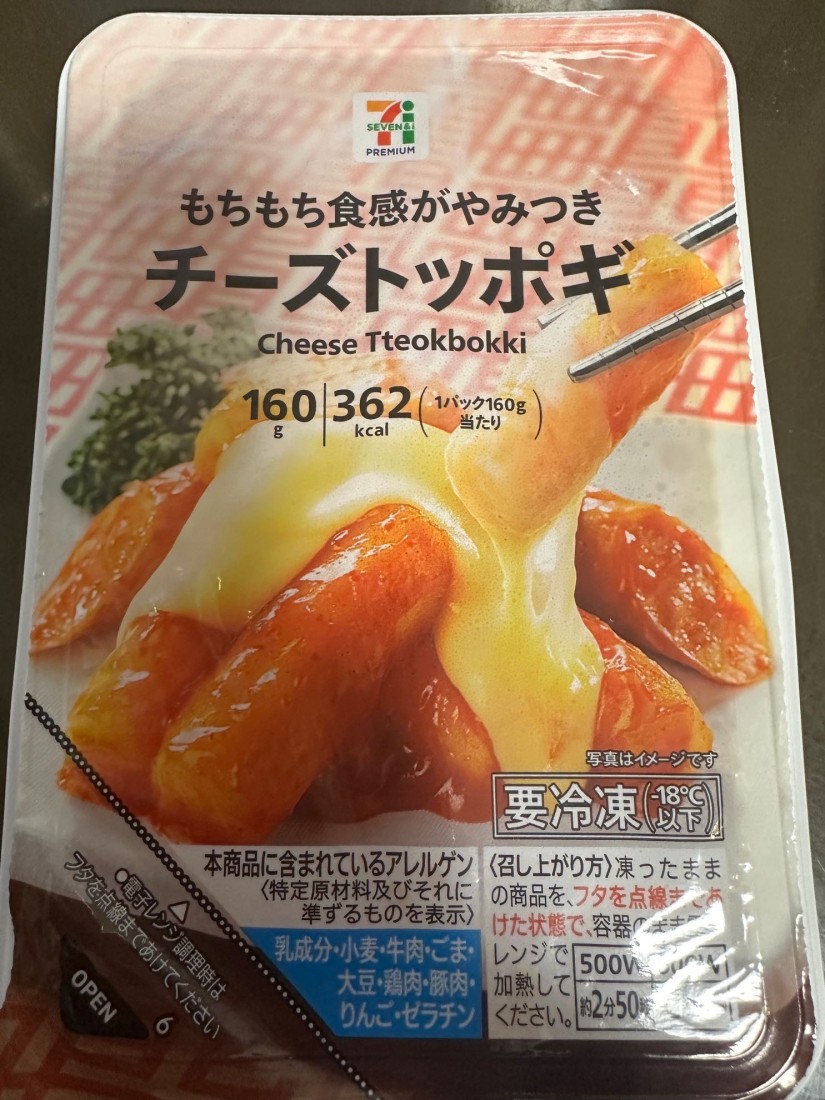 SEVEN&i
PREMIUM
もちもち食感がやみつき
チーズトッポギ
Cheese Tteokbokki
160g 362kcal (1パック160g当たり)
写真はイメージです
要冷凍(-18℃以下)
本商品に含まれているアレルゲン
〈特定原材料及びそれに
準ずるものを表示〉
乳成分・小麦・牛肉・ごま・
大豆・鶏肉・豚肉・
りんご・ゼラチン
〈召し上がり方〉凍ったまま
の商品を、フタを点線まであ
けた状態で、容器のまま
レンジで
加熱して
ください。
500W
約2分50
●電子レンジ調理時は
フタを点線まであけてください
OPEN
6